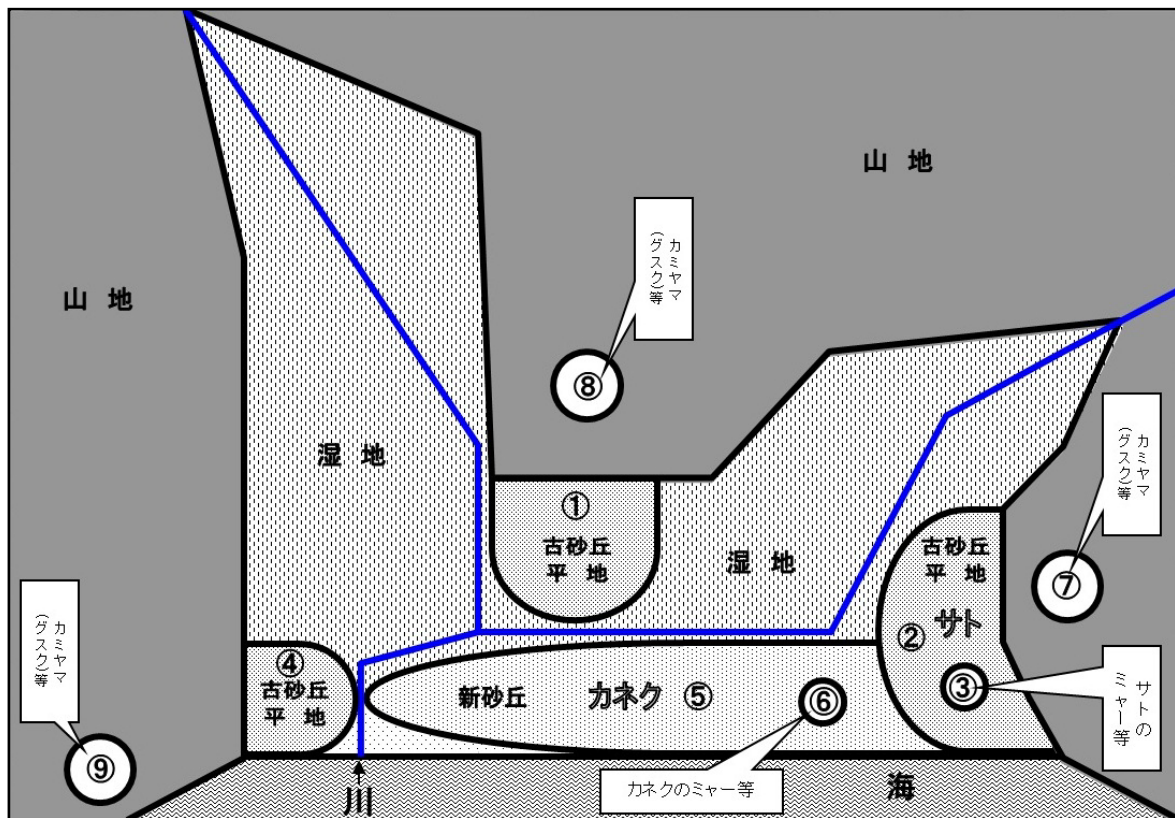 山 地
山 地
カミヤマ
(グスク)等
⑧
湿 地
①
古砂丘
平 地
湿 地
カミヤマ
(グスク)等
⑦
古砂丘
平 地
② サト
③
サトの
ミャー等
④
古砂丘
平 地
新砂丘 カネク ⑤
⑥
カネクのミャー等
カミヤマ
(グスク)等
⑨
川
海